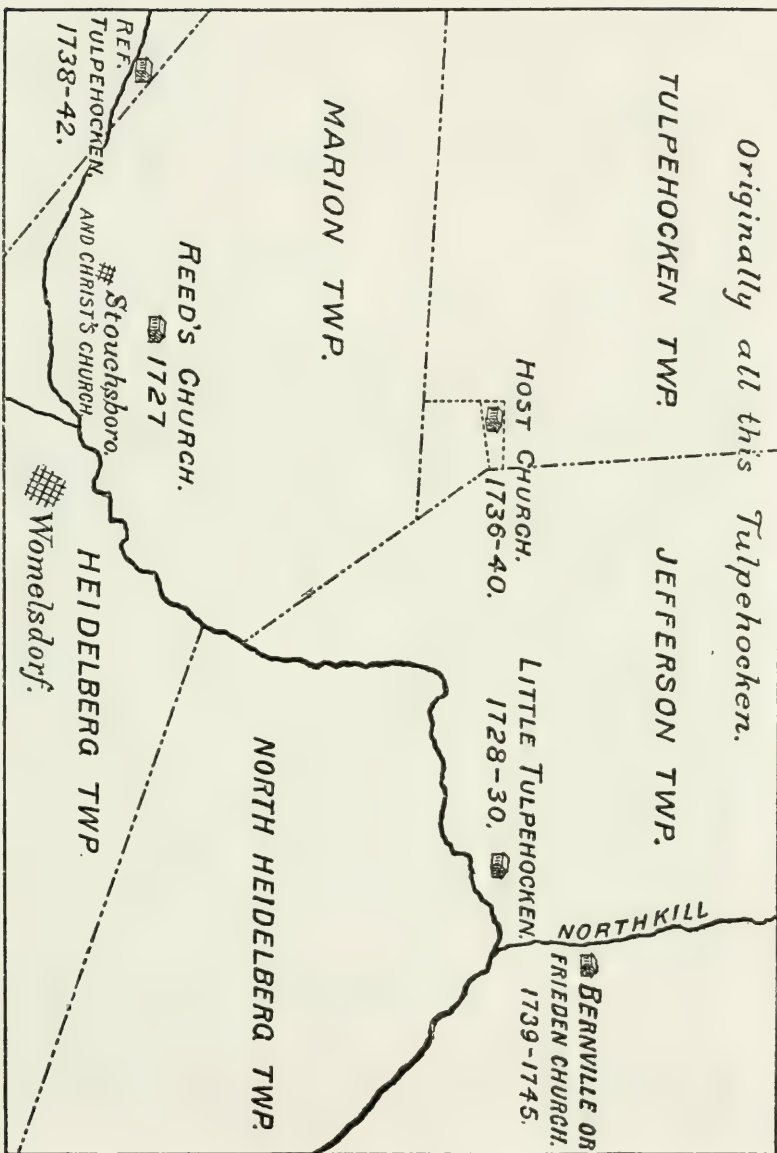 Originally all this Tulpehocken.
TULPEHOCKEN TWP.
JEFFERSON TWP.
NORTHKILL
BERNVILLE OR
FRIEDEN CHURCH.
1739-1745.
HOST CHURCH.
1736-40.
LITTLE TULPEHOCKEN.
1728-30.
MARION TWP.
NORTH HEIDELBERG TWP.
REED'S CHURCH.
1727
REF.
TULPEHOCKEN.
1738-42.
Stouchsboro.
AND CHRIST'S CHURCH
HEIDELBERG TWP.
Womelsdorf.